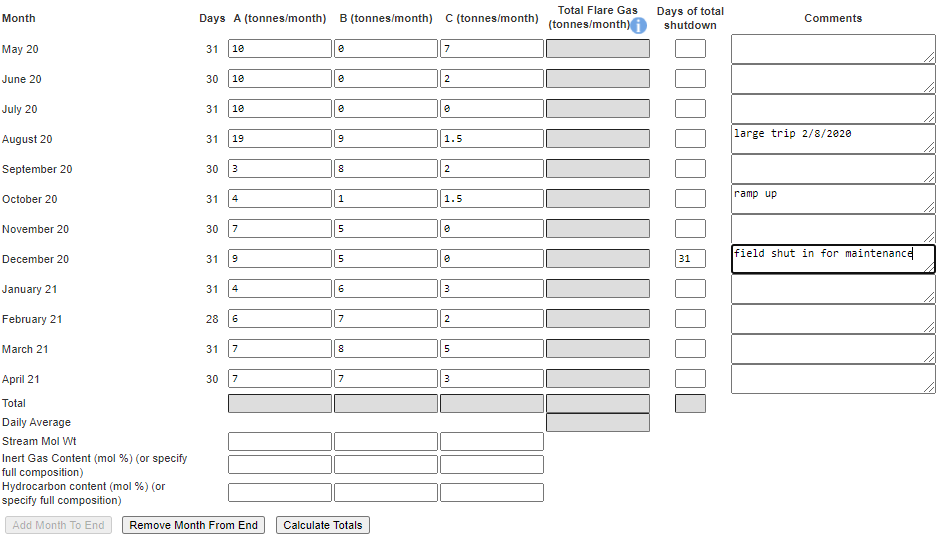 Month Days A (tonnes/month) B (tonnes/month) C (tonnes/month) Total Flare Gas (tonnes/month) i Days of total shutdown Comments
May 20 31 10 0 7
June 20 30 10 0 2
July 20 31 10 0 0
August 20 31 19 9 1.5 large trip 2/8/2020
September 20 30 3 8 2
October 20 31 4 1 1.5 ramp up
November 20 30 7 5 0
December 20 31 9 5 0 31 field shut in for maintenance
January 21 31 4 6 3
February 21 28 6 7 2
March 21 31 7 8 5
April 21 30 7 7 3
Total
Daily Average
Stream Mol Wt
Inert Gas Content (mol %) (or specify
full composition)
Hydrocarbon content (mol %) (or
specify full composition)
Add Month To End Remove Month From End Calculate Totals